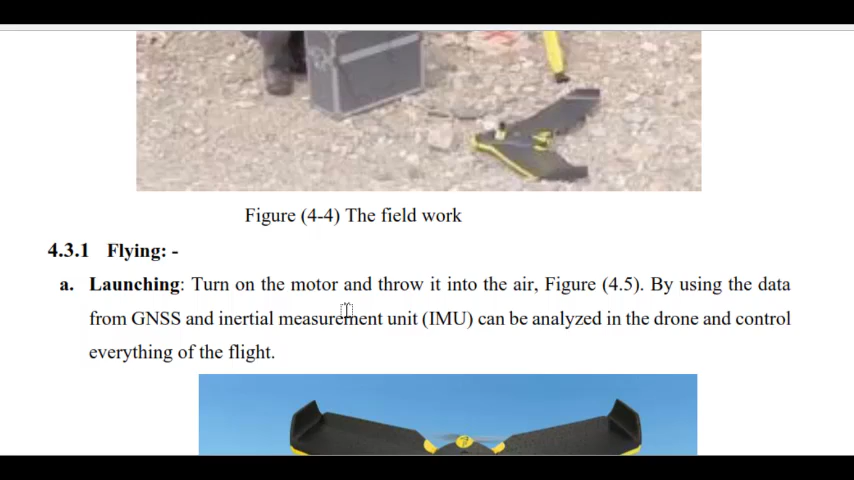 Figure (4-4) The field work
4.3.1 Flying: -
a. Launching: Turn on the motor and throw it into the air, Figure (4.5). By using the data
from GNSS and inertial measurement unit (IMU) can be analyzed in the drone and control
everything of the flight.